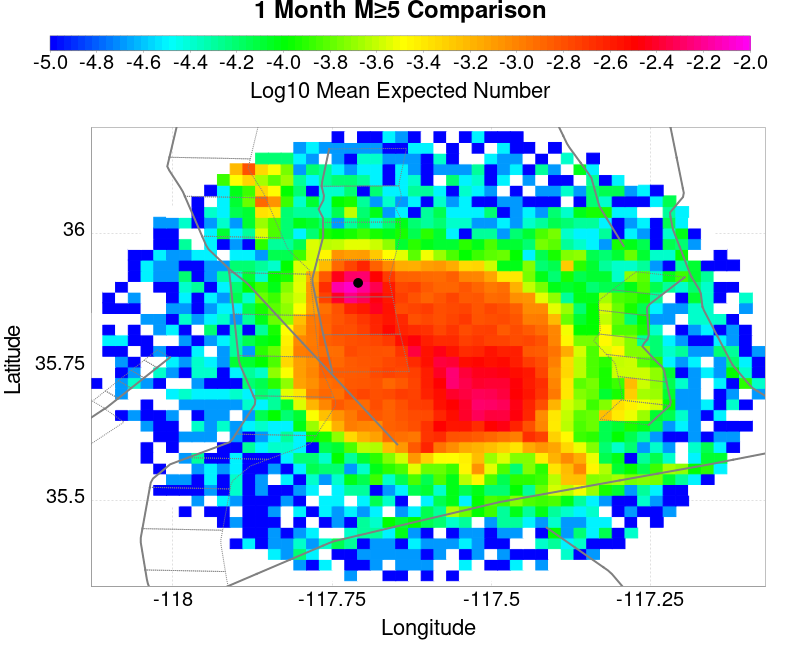 1 Month M≥5 Comparison
-5.0 -4.8 -4.6 -4.4 -4.2 -4.0 -3.8 -3.6 -3.4 -3.2 -3.0 -2.8 -2.6 -2.4 -2.2 -2.0
Log10 Mean Expected Number
36
35.75
35.5
Latitude
-118 -117.75 -117.5 -117.25
Longitude